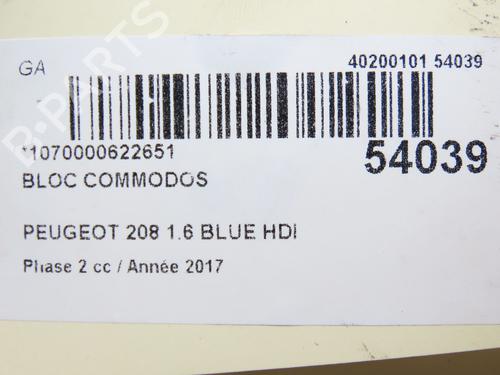 GA
40200101 54039
*1070000622651
54039
BLOC COMMODOS
PEUGEOT 208 1.6 BLUE HDI
Phase 2 cc / Année 2017
B-PARTS